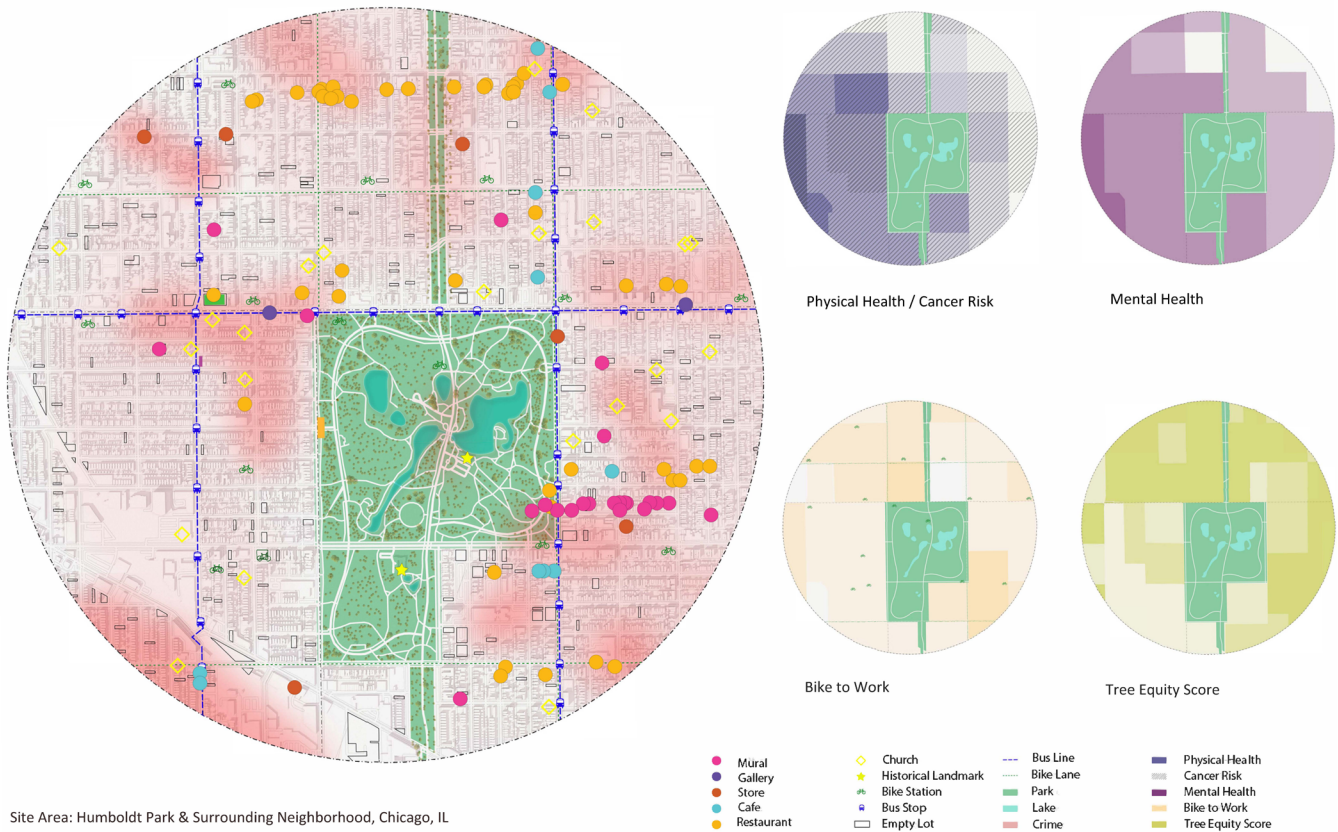 Physical Health / Cancer Risk
Mental Health
Bike to Work
Tree Equity Score
Mural
Gallery
Store
Cafe
Restaurant
Church
Historical Landmark
Bike Station
Bus Stop
Empty Lot
Bus Line
Bike Lane
Park
Lake
Crime
Physical Health
Cancer Risk
Mental Health
Bike to Work
Tree Equity Score
Site Area: Humboldt Park & Surrounding Neighborhood, Chicago, IL